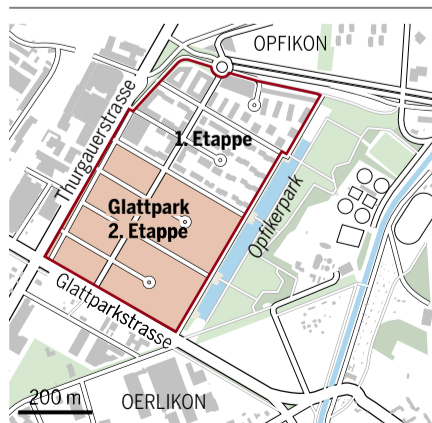 OPFIKON
Thurgauerstrasse
1. Etappe
Glattpark
2. Etappe
Opfikerpark
Glattparkstrasse
200 m
OERLIKON